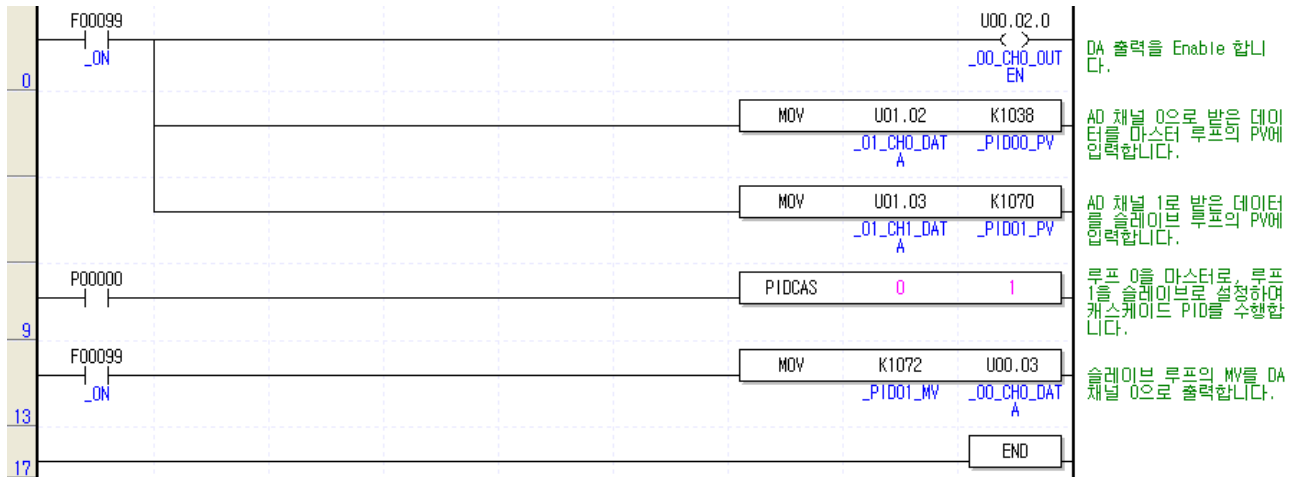 F00099
U00.02.0
_ON
_00_CH0_OUT
EN
DA 출력을 Enable 합니
다.
0
MOV U01.02 K1038
_01_CH0_DAT
A
_PID00_PV
AD 채널 0으로 받은 데이
터를 마스터 루프의 PV에
입력합니다.
MOV U01.03 K1070
_01_CH1_DAT
A
_PID01_PV
AD 채널 1로 받은 데이터
를 슬레이브 루프의 PV에
입력합니다.
P00000
PIDCAS 0 1
루프 0을 마스터로, 루프
1을 슬레이브로 설정하여
캐스케이드 PID를 수행합
니다.
9
F00099
_ON
MOV K1072 U00.03
_PID01_MV
_00_CH0_DAT
A
슬레이브 루프의 MV를 DA
채널 0으로 출력합니다.
13
END
17